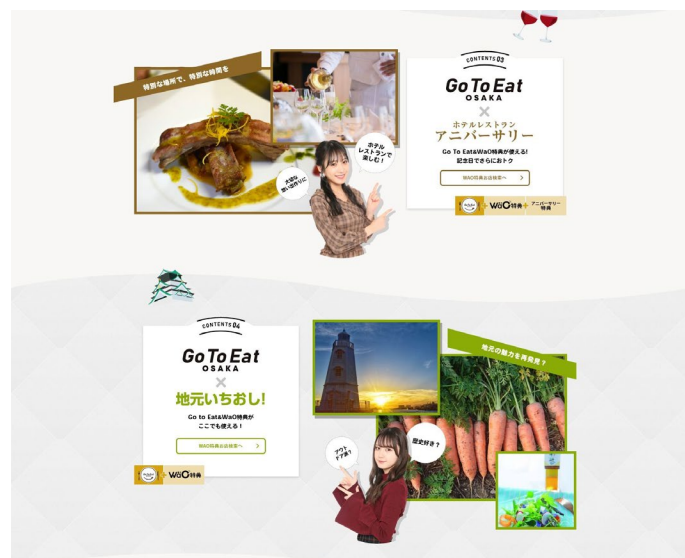 特別な場所で、特別な時間を
大切な
思い出作りに
ホテル
レストランで
楽しむ！
CONTENTS 03
Go To Eat
OSAKA
×
ホテルレストラン
アニバーサリー
Go To Eat&WaO特典が使える!
記念日でさらにおトク
WAO特典お店検索へ
+ WaO特典 +
アニバーサリー
特典
CONTENTS 04
Go To Eat
OSAKA
×
地元いちおし!
Go to Eat&WaO特典が
ここでも使える！
WAO特典お店検索へ
+ WaO特典
地元の魅力を再発見？
アウト
ドア派？
歴史好き？